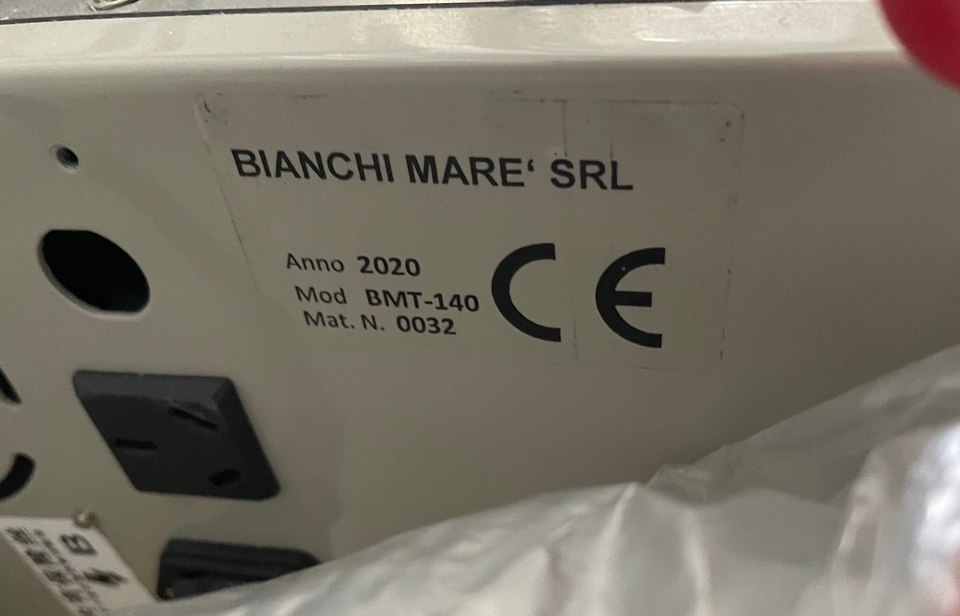 BIANCHI MARE‘ SRL
Anno 2020
Mod BMT-140
Mat. N. 0032
CE